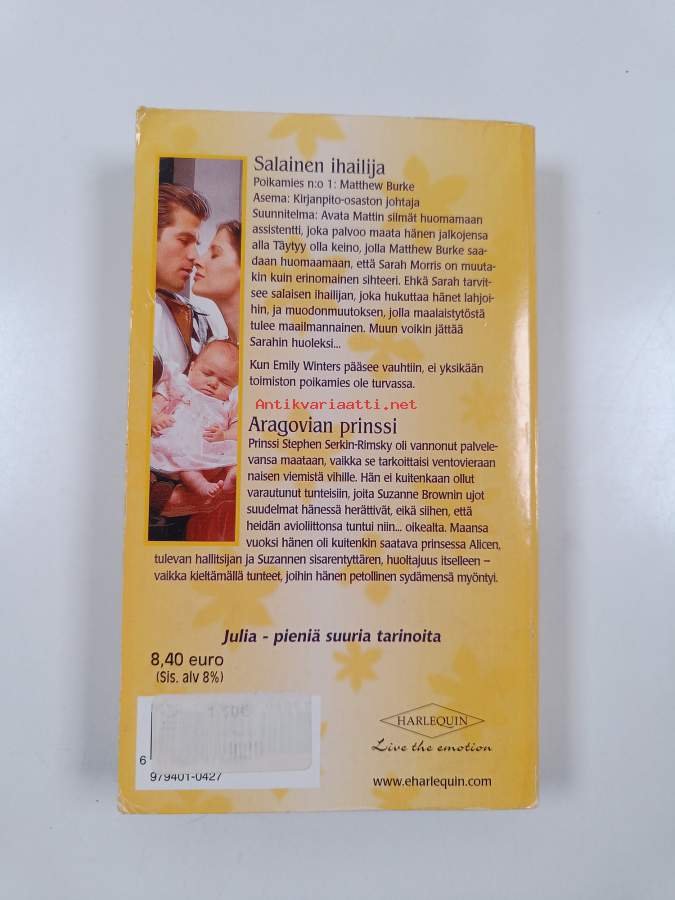 Salainen ihailija
Poikamies n:o 1: Matthew Burke
Asema: Kirjanpito-osaston johtaja
Suunnitelma: Avata Mattin silmät huomamaan
assistentti, joka palvoo maata hänen jalkojensa
alla Täytyy olla keino, jolla Matthew Burke saa-
daan huomaamaan, että Sarah Morris on muuta-
kin kuin erinomainen sihteeri. Ehkä Sarah tarvit-
see salaisen ihailijan, joka hukuttaa hänet lahjoi-
hin, ja muodonmuutoksen, jolla maalaistytöstä
tulee maailmannainen. Muun voikin jättää
Sarahin huoleksi...
Kun Emily Winters pääsee vauhtiin, ei yksikään
toimiston poikamies ole turvassa.
Antikvariaatti.net
Aragovian prinssi
Prinssi Stephen Serkin-Rimsky oli vannonut palvele-
vansa maataan, vaikka se tarkoittaisi ventovieraan
naisen viemistä vihille. Hän ei kuitenkaan ollut
varautunut tunteisiin, joita Suzanne Brownin ujot
suudelmat hänessä herättivät, eikä siihen, että
heidän avioliittonsa tuntui niin... oikealta. Maansa
vuoksi hänen oli kuitenkin saatava prinsessa Alicen,
tulevan hallitsijan ja Suzannen sisarentyttären, huoltajuus itselleen –
vaikka kieltämällä tunteet, joihin hänen petollinen sydämensä myöntyi.
Julia - pieniä suuria tarinoita
8,40 euro
(Sis. alv 8%)
6
979401-0427
HARLEQUIN
Live the emotion
www.eharlequin.com